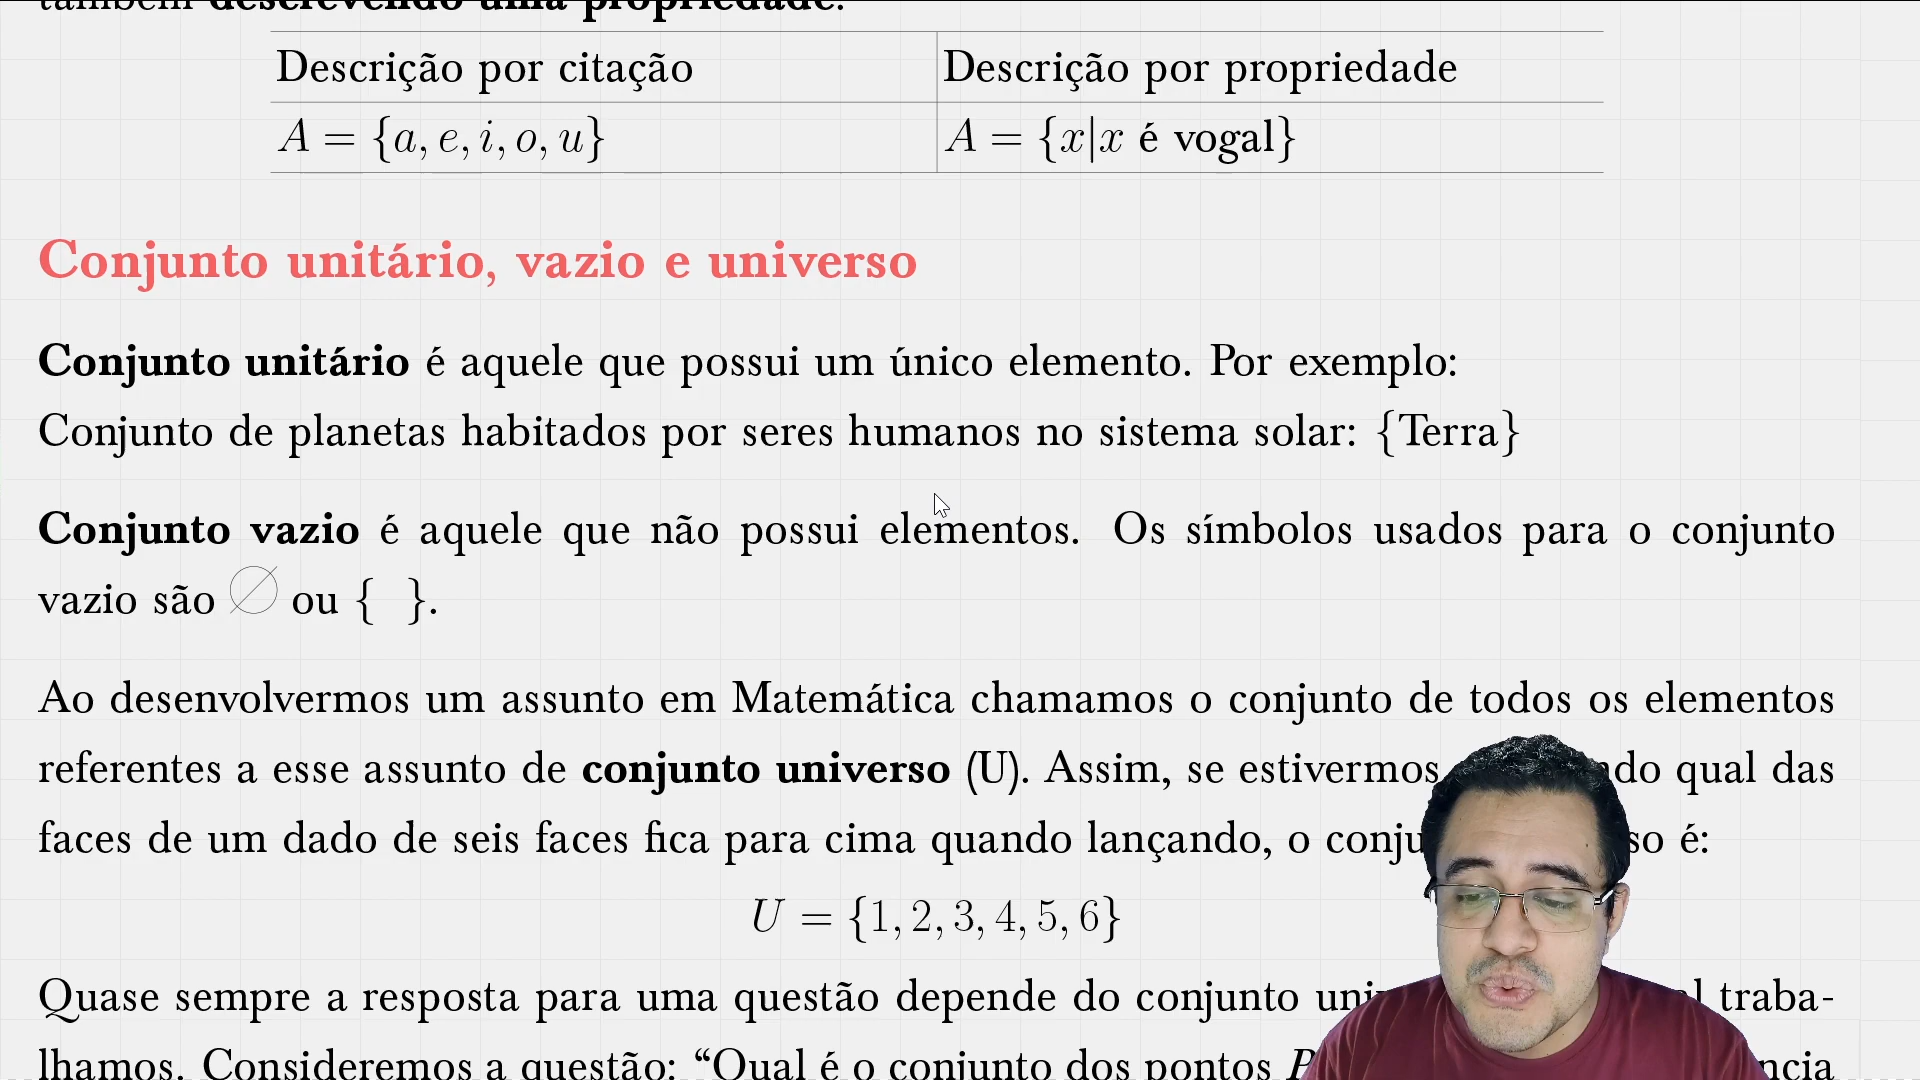 também descrevendo uma propriedade.
Descrição por citação Descrição por propriedade
A = {a, e, i, o, u} A = {x|x é vogal}
Conjunto unitário, vazio e universo
Conjunto unitário é aquele que possui um único elemento. Por exemplo:
Conjunto de planetas habitados por seres humanos no sistema solar: {Terra}
Conjunto vazio é aquele que não possui elementos. Os símbolos usados para o conjunto
vazio são ∅ ou { }.
Ao desenvolvermos um assunto em Matemática chamamos o conjunto de todos os elementos
referentes a esse assunto de conjunto universo (U). Assim, se estivermos qual das
faces de um dado de seis faces fica para cima quando lançando, o é:
U = {1, 2, 3, 4, 5, 6}
Quase sempre a resposta para uma questão depende do conjunto traba-
lhamos. Consideremos a questão: “Qual é o conjunto dos pontos P